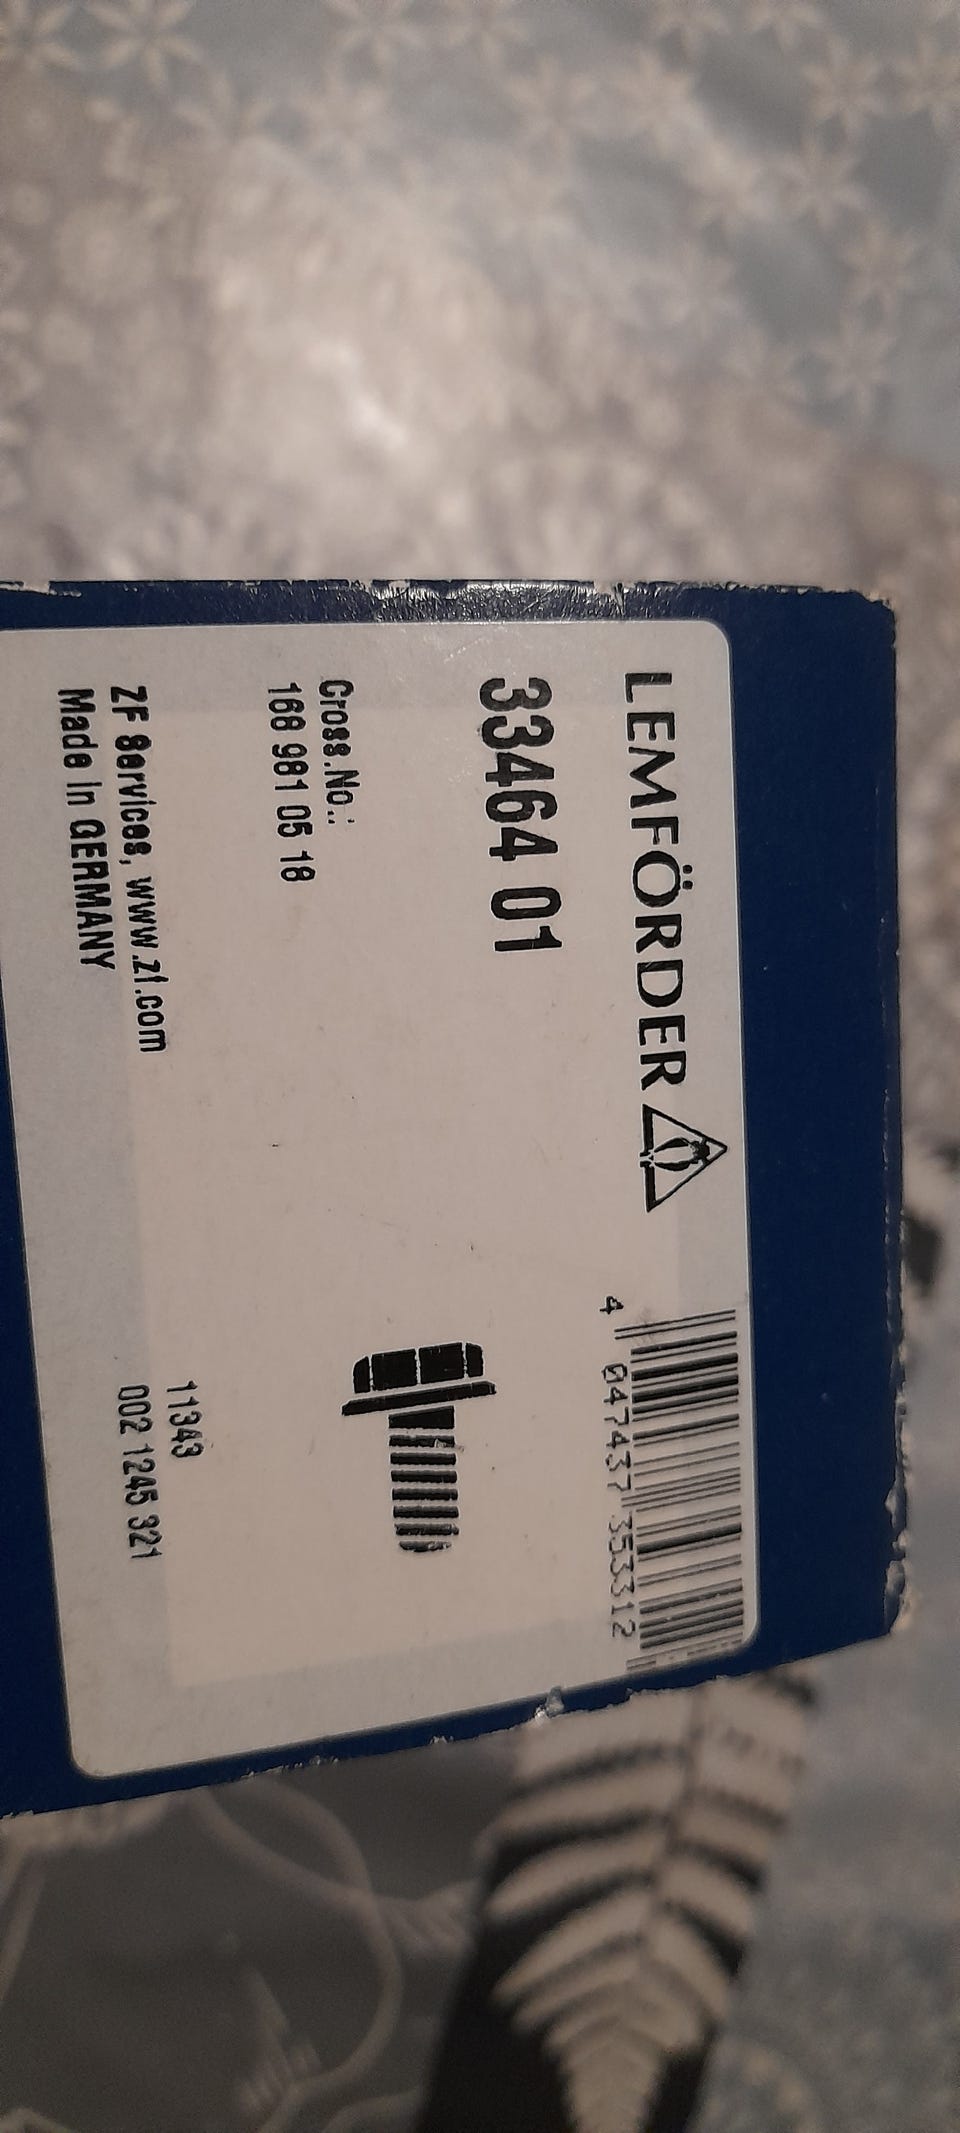 LEMFÖRDER
4 047437 353312
33464 01
Cross.No.:
168 981 05 18
11343
002 1245 321
ZF Services, www.zf.com
Made in GERMANY